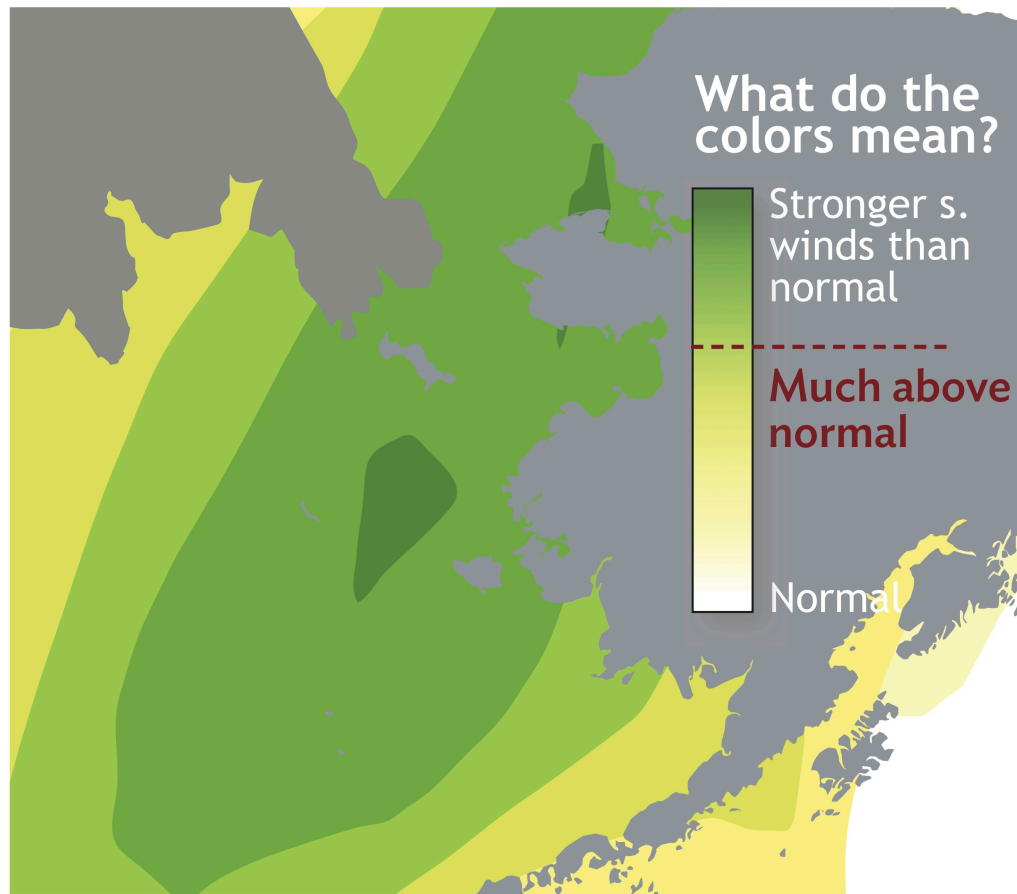 What do the
colors mean?
Stronger s.
winds than
normal
Much above
normal
Normal